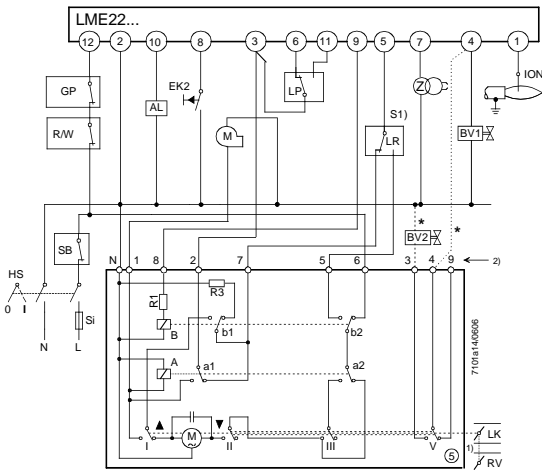 LME22...
12 2 10 8 3 6 11 9 5 7 4 1
ION
GP
EK2
LP
Z
AL
S1)
R/W
M
LR
BV1
*
*
BV2
SB
HS
N 1 8 2 7 5 6 3 4 9 2)
0 I
R1
R3
Si
B
b1
b2
N L
A
a1
a2
7101a14/0606
LK
I M II III V
1)
5
RV